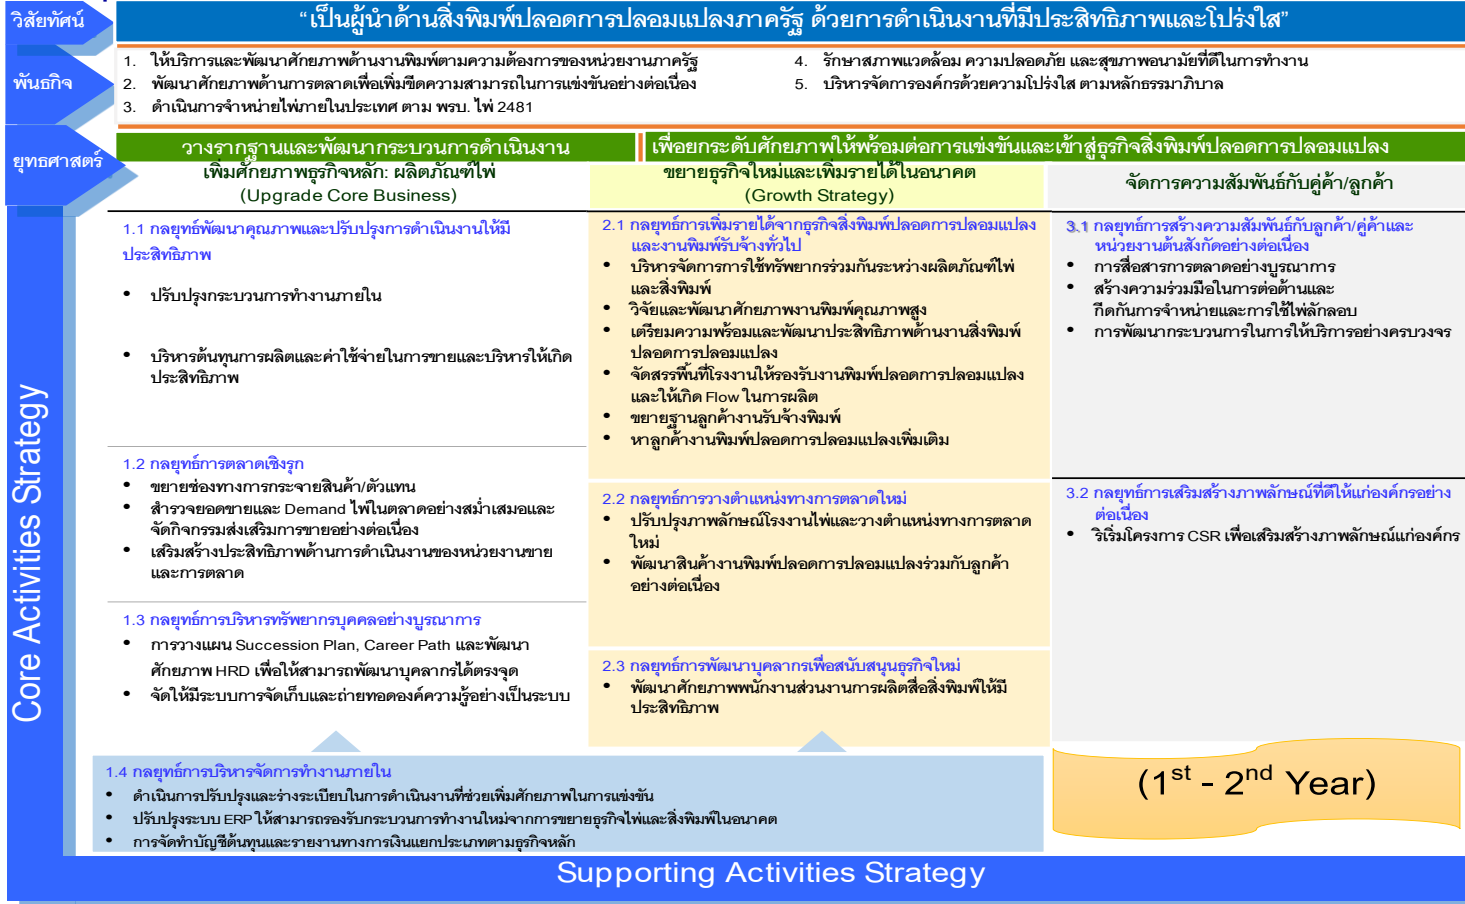 วิสัยทัศน์
“เป็นผู้นำด้านสิ่งพิมพ์ปลอดการปลอมแปลงภาครัฐ ด้วยการดำเนินงานที่มีประสิทธิภาพและโปร่งใส”
พันธกิจ
1. ให้บริการและพัฒนาศักยภาพด้านงานพิมพ์ตามความต้องการของหน่วยงานภาครัฐ
2. พัฒนาศักยภาพด้านการตลาดเพื่อเพิ่มขีดความสามารถในการแข่งขันอย่างต่อเนื่อง
3. ดำเนินการจำหน่ายไพ่ภายในประเทศ ตาม พรบ. ไพ่ 2481
4. รักษาสภาพแวดล้อม ความปลอดภัย และสุขภาพอนามัยที่ดีในการทำงาน
5. บริหารจัดการองค์กรด้วยความโปร่งใส ตามหลักธรรมาภิบาล
ยุทธศาสตร์
วางรากฐานและพัฒนากระบวนการดำเนินงาน
เพื่อยกระดับศักยภาพให้พร้อมต่อการแข่งขันและเข้าสู่ธุรกิจสิ่งพิมพ์ปลอดการปลอมแปลง
เพิ่มศักยภาพธุรกิจหลัก: ผลิตภัณฑ์ไพ่
(Upgrade Core Business)
ขยายธุรกิจใหม่และเพิ่มรายได้ในอนาคต
(Growth Strategy)
จัดการความสัมพันธ์กับคู่ค้า/ลูกค้า
Core Activities Strategy
1.1 กลยุทธ์พัฒนาคุณภาพและปรับปรุงการดำเนินงานให้มี
ประสิทธิภาพ
• ปรับปรุงกระบวนการทำงานภายใน
• บริหารต้นทุนการผลิตและค่าใช้จ่ายในการขายและบริหารให้เกิด
ประสิทธิภาพ
1.2 กลยุทธ์การตลาดเชิงรุก
• ขยายช่องทางการกระจายสินค้า/ตัวแทน
• สำรวจยอดขายและ Demand ไพ่ในตลาดอย่างสม่ำเสมอและ
จัดกิจกรรมส่งเสริมการขายอย่างต่อเนื่อง
• เสริมสร้างประสิทธิภาพด้านการดำเนินงานของหน่วยงานขาย
และการตลาด
1.3 กลยุทธ์การบริหารทรัพยากรบุคคลอย่างบูรณาการ
• การวางแผน Succession Plan, Career Path และพัฒนา
ศักยภาพ HRD เพื่อให้สามารถพัฒนาบุคลากรได้ตรงจุด
• จัดให้มีระบบการจัดเก็บและถ่ายทอดองค์ความรู้อย่างเป็นระบบ
2.1 กลยุทธ์การเพิ่มรายได้จากธุรกิจสิ่งพิมพ์ปลอดการปลอมแปลง
และงานพิมพ์รับจ้างทั่วไป
• บริหารจัดการการใช้ทรัพยากรร่วมกันระหว่างผลิตภัณฑ์ไพ่
และสิ่งพิมพ์
• วิจัยและพัฒนาศักยภาพงานพิมพ์คุณภาพสูง
• เตรียมความพร้อมและพัฒนาประสิทธิภาพด้านงานสิ่งพิมพ์
ปลอดการปลอมแปลง
• จัดสรรพื้นที่โรงงานให้รองรับงานพิมพ์ปลอดการปลอมแปลง
และให้เกิด Flow ในการผลิต
• ขยายฐานลูกค้างานรับจ้างพิมพ์
• หาลูกค้างานพิมพ์ปลอดการปลอมแปลงเพิ่มเติม
2.2 กลยุทธ์การวางตำแหน่งทางการตลาดใหม่
• ปรับปรุงภาพลักษณ์โรงงานไพ่และวางตำแหน่งทางการตลาด
ใหม่
• พัฒนาสินค้างานพิมพ์ปลอดการปลอมแปลงร่วมกับลูกค้า
อย่างต่อเนื่อง
2.3 กลยุทธ์การพัฒนาบุคลากรเพื่อสนับสนุนธุรกิจใหม่
• พัฒนาศักยภาพพนักงานส่วนงานการผลิตสื่อสิ่งพิมพ์ให้มี
ประสิทธิภาพ
3.1 กลยุทธ์การสร้างความสัมพันธ์กับลูกค้า/คู่ค้าและ
หน่วยงานต้นสังกัดอย่างต่อเนื่อง
• การสื่อสารการตลาดอย่างบูรณาการ
• สร้างความร่วมมือในการต่อต้านและ
กีดกันการจำหน่ายและการใช้ไพ่ลักลอบ
• การพัฒนากระบวนการในการให้บริการอย่างครบวงจร
3.2 กลยุทธ์การเสริมสร้างภาพลักษณ์ที่ดีให้แก่องค์กรอย่าง
ต่อเนื่อง
• ริเริ่มโครงการ CSR เพื่อเสริมสร้างภาพลักษณ์แก่องค์กร
1.4 กลยุทธ์การบริหารจัดการทำงานภายใน
• ดำเนินการปรับปรุงและร่างระเบียบในการดำเนินงานที่ช่วยเพิ่มศักยภาพในการแข่งขัน
• ปรับปรุงระบบ ERP ให้สามารถรองรับกระบวนการทำงานใหม่จากการขยายธุรกิจไพ่และสิ่งพิมพ์ในอนาคต
• การจัดทำบัญชีต้นทุนและรายงานทางการเงินแยกประเภทตามธุรกิจหลัก
(1st - 2nd Year)
Supporting Activities Strategy